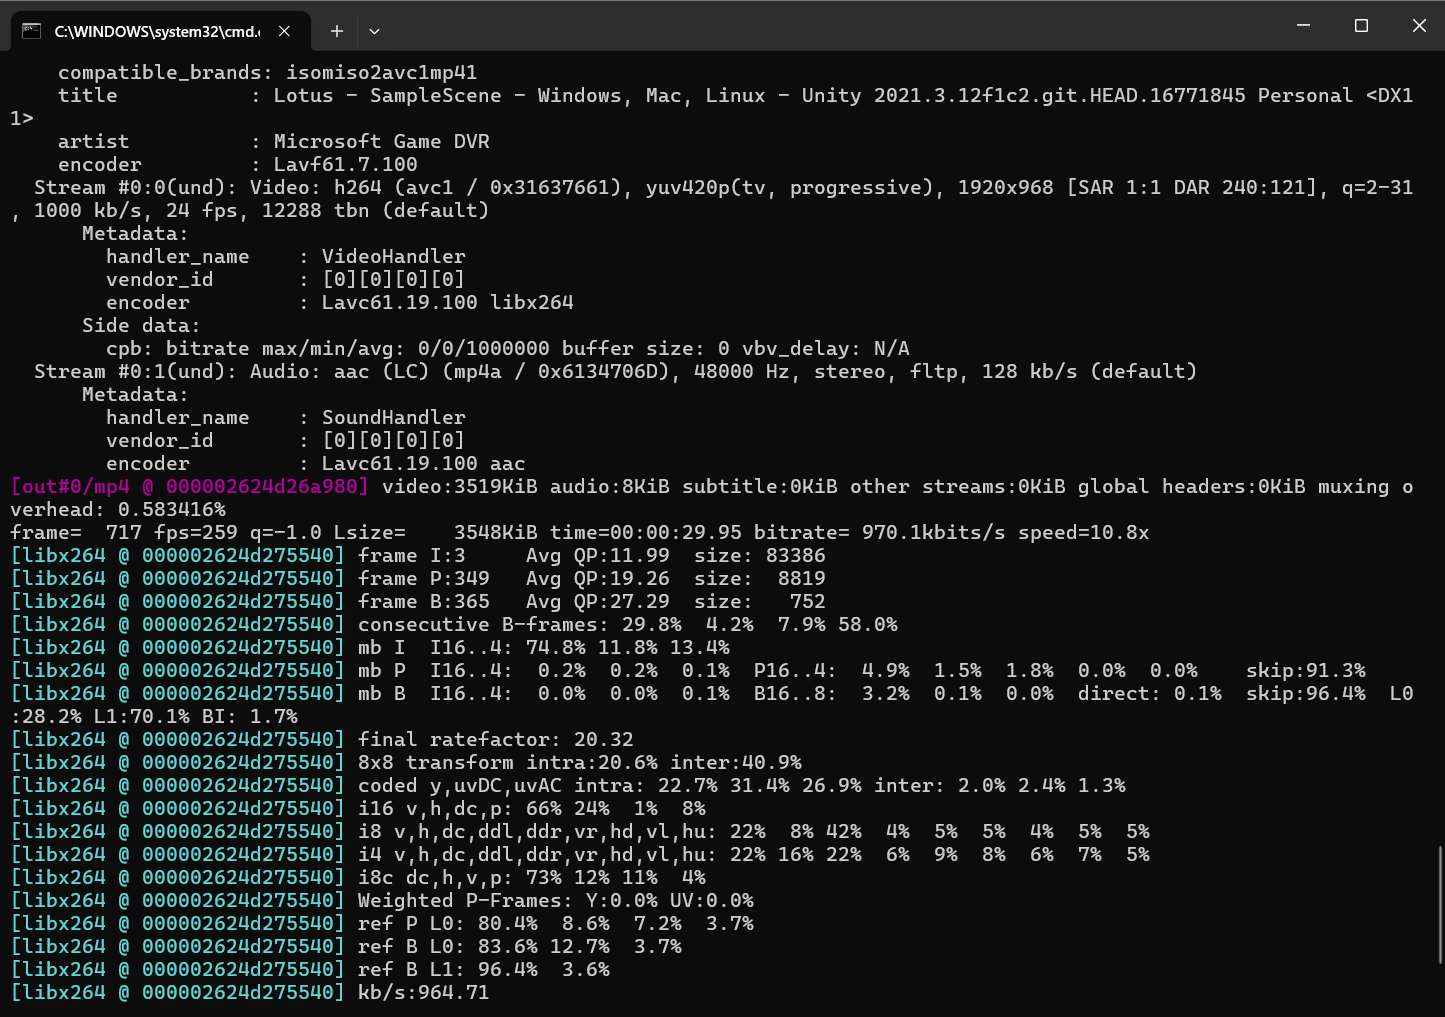 C:\WINDOWS\system32\cmd.
compatible_brands: isomiso2avc1mp41
title           : Lotus - SampleScene - Windows, Mac, Linux - Unity 2021.3.12f1c2.git.HEAD.16771845 Personal <DX1
1>
artist          : Microsoft Game DVR
encoder         : Lavf61.7.100
Stream #0:0(und): Video: h264 (avc1 / 0x31637661), yuv420p(tv, progressive), 1920x968 [SAR 1:1 DAR 240:121], q=2-31
, 1000 kb/s, 24 fps, 12288 tbn (default)
Metadata:
handler_name    : VideoHandler
vendor_id       : [0][0][0][0]
encoder         : Lavc61.19.100 libx264
Side data:
cpb: bitrate max/min/avg: 0/0/1000000 buffer size: 0 vbv_delay: N/A
Stream #0:1(und): Audio: aac (LC) (mp4a / 0x6134706D), 48000 Hz, stereo, fltp, 128 kb/s (default)
Metadata:
handler_name    : SoundHandler
vendor_id       : [0][0][0][0]
encoder         : Lavc61.19.100 aac
[out#0/mp4 @ 000002624d26a980] video:3519KiB audio:8KiB subtitle:0KiB other streams:0KiB global headers:0KiB muxing o
verhead: 0.583416%
frame=  717 fps=259 q=-1.0 Lsize=    3548KiB time=00:00:29.95 bitrate= 970.1kbits/s speed=10.8x
[libx264 @ 000002624d275540] frame I:3     Avg QP:11.99  size: 83386
[libx264 @ 000002624d275540] frame P:349   Avg QP:19.26  size:  8819
[libx264 @ 000002624d275540] frame B:365   Avg QP:27.29  size:   752
[libx264 @ 000002624d275540] consecutive B-frames: 29.8%  4.2%  7.9% 58.0%
[libx264 @ 000002624d275540] mb I  I16..4: 74.8% 11.8% 13.4%
[libx264 @ 000002624d275540] mb P  I16..4:  0.2%  0.2%  0.1%  P16..4:  4.9%  1.5%  1.8%  0.0%  0.0%    skip:91.3%
[libx264 @ 000002624d275540] mb B  I16..4:  0.0%  0.0%  0.1%  B16..8:  3.2%  0.1%  0.0%  direct: 0.1%  skip:96.4%  L0
:28.2% L1:70.1% BI: 1.7%
[libx264 @ 000002624d275540] final ratefactor: 20.32
[libx264 @ 000002624d275540] 8x8 transform intra:20.6% inter:40.9%
[libx264 @ 000002624d275540] coded y,uvDC,uvAC intra: 22.7% 31.4% 26.9% inter: 2.0% 2.4% 1.3%
[libx264 @ 000002624d275540] i16 v,h,dc,p: 66% 24%  1%  8%
[libx264 @ 000002624d275540] i8 v,h,dc,ddl,ddr,vr,hd,vl,hu: 22%  8% 42%  4%  5%  5%  4%  5%  5%
[libx264 @ 000002624d275540] i4 v,h,dc,ddl,ddr,vr,hd,vl,hu: 22% 16% 22%  6%  9%  8%  6%  7%  5%
[libx264 @ 000002624d275540] i8c dc,h,v,p: 73% 12% 11%  4%
[libx264 @ 000002624d275540] Weighted P-Frames: Y:0.0% UV:0.0%
[libx264 @ 000002624d275540] ref P L0: 80.4%  8.6%  7.2%  3.7%
[libx264 @ 000002624d275540] ref B L0: 83.6% 12.7%  3.7%
[libx264 @ 000002624d275540] ref B L1: 96.4%  3.6%
[libx264 @ 000002624d275540] kb/s:964.71